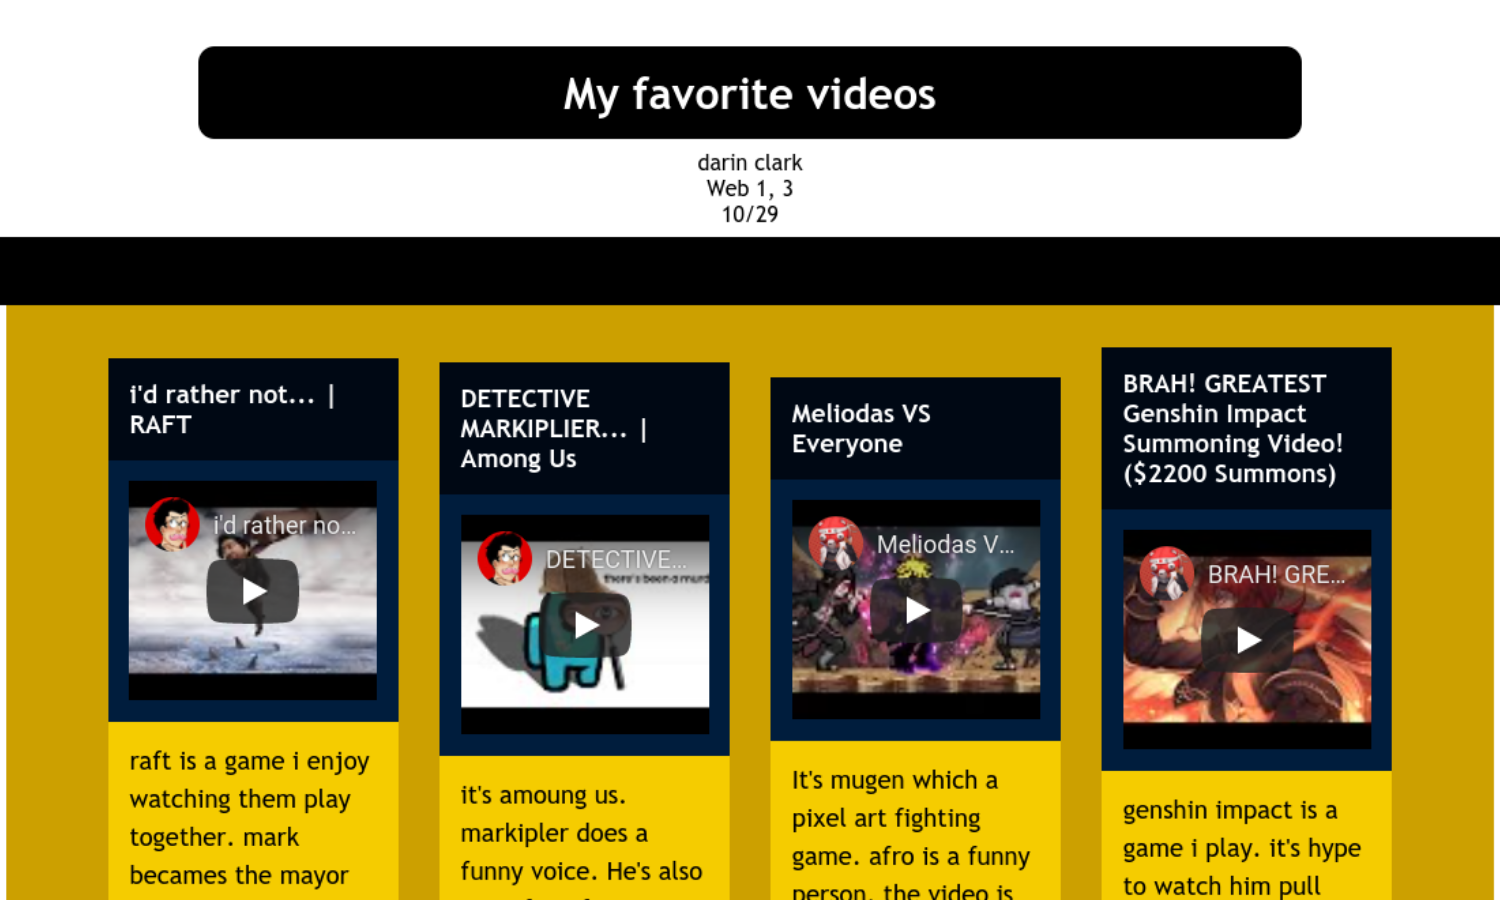 My favorite videos
darin clark
Web 1, 3
10/29
i'd rather not... |
RAFT
i'd rather no...
raft is a game i enjoy
watching them play
together. mark
becames the mayor
DETECTIVE
MARKIPLIER... |
Among Us
DETECTIVE...
there's been a murd
it's amoung us.
markipler does a
funny voice. He's also
Meliodas VS
Everyone
Meliodas V...
It's mugen which a
pixel art fighting
game. afro is a funny
person. the video is
BRAH! GREATEST
Genshin Impact
Summoning Video!
($2200 Summons)
BRAH! GRE...
genshin impact is a
game i play. it's hype
to watch him pull